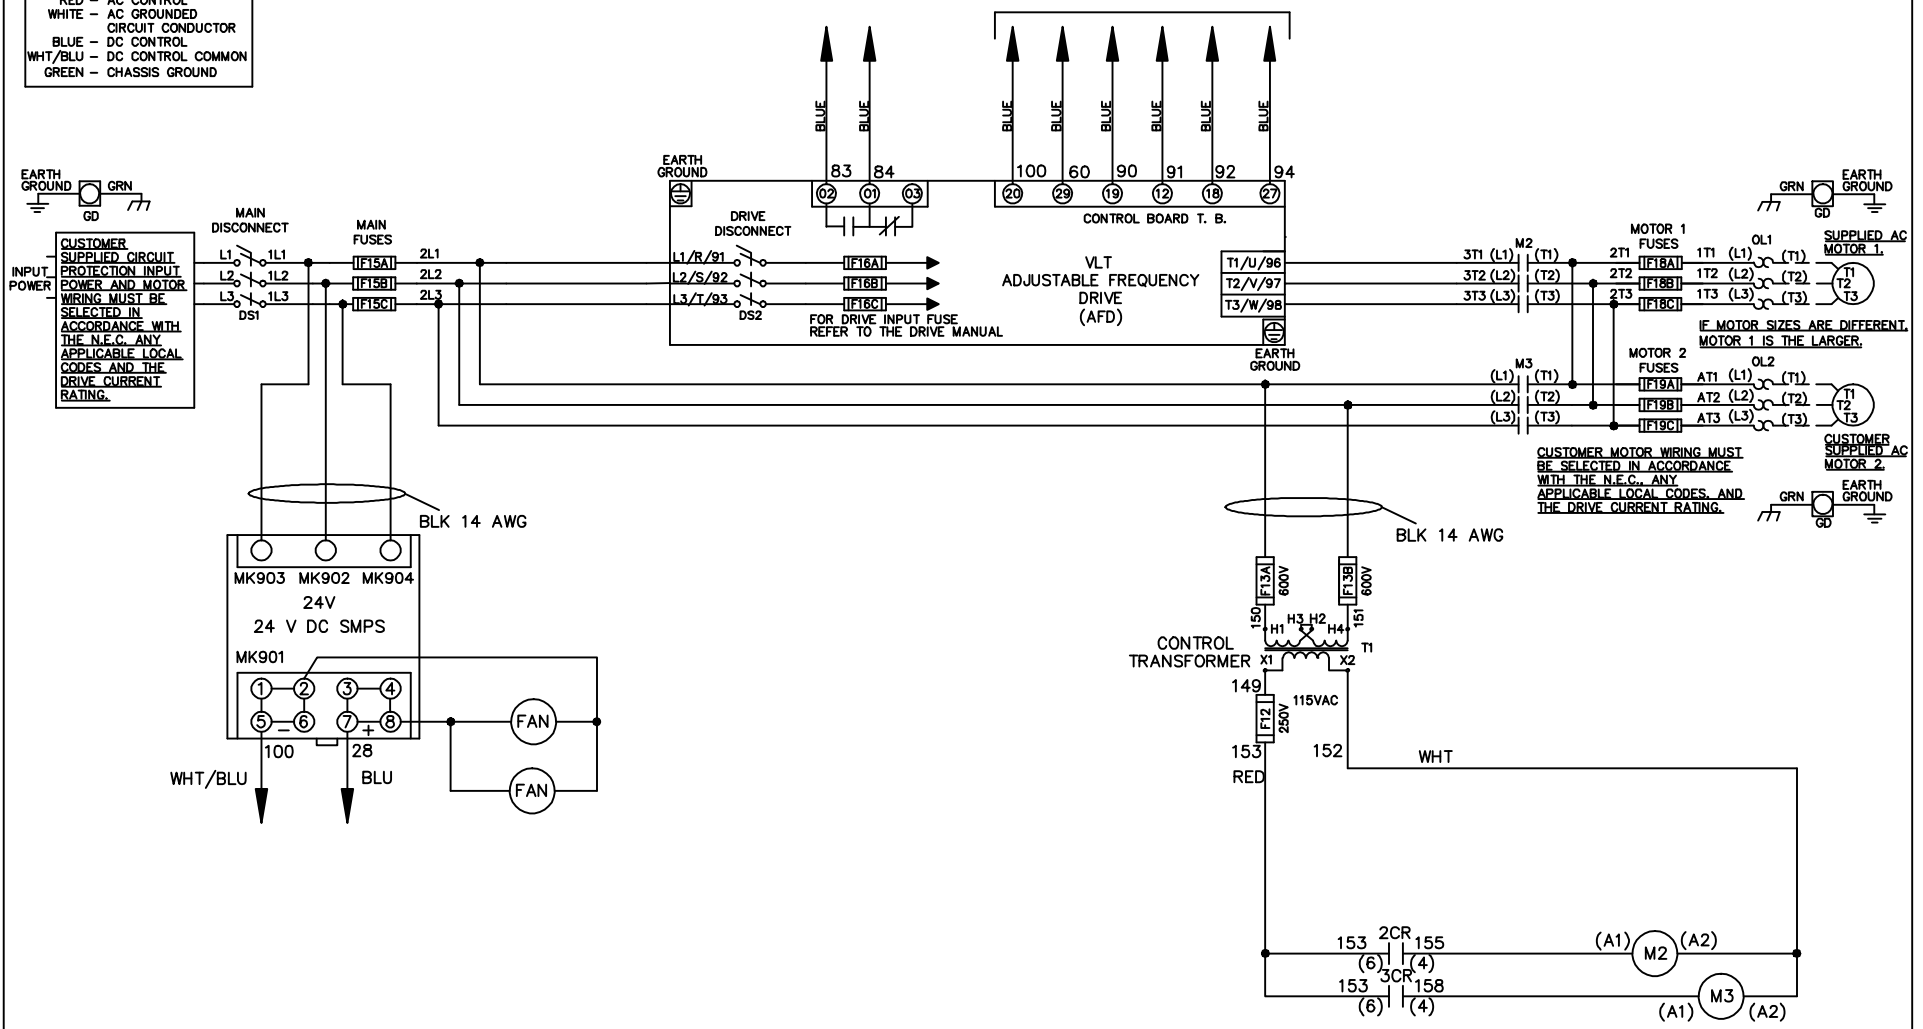 RED – AC CONTROL
WHITE – AC GROUNDED
CIRCUIT CONDUCTOR
BLUE – DC CONTROL
WHT/BLU – DC CONTROL COMMON
GREEN – CHASSIS GROUND
BLUE
BLUE
BLUE
BLUE
BLUE
BLUE
BLUE
BLUE
EARTH
GROUND
GRN
GD
MAIN
DISCONNECT
MAIN
FUSES
CUSTOMER
SUPPLIED CIRCUIT
PROTECTION INPUT
POWER AND MOTOR
WIRING MUST BE
SELECTED IN
ACCORDANCE WITH
THE N.E.C. ANY
APPLICABLE LOCAL
CODES AND THE
DRIVE CURRENT
RATING.
INPUT
POWER
L1 1L1 F15A 2L1
L2 1L2 F15B 2L2
L3 1L3 F15C 2L3
DS1
EARTH
GROUND
83 84
02 01 03
100 60 90 91 92 94
20 29 19 12 18 27
CONTROL BOARD T. B.
DRIVE
DISCONNECT
L1/R/91 F16A
L2/S/92 F16B
L3/T/93 F16C
DS2
FOR DRIVE INPUT FUSE
REFER TO THE DRIVE MANUAL
VLT
ADJUSTABLE FREQUENCY
DRIVE
(AFD)
T1/U/96
T2/V/97
T3/W/98
EARTH
GROUND
M2
3T1 (L1) (T1) 2T1
3T2 (L2) (T2) 2T2
3T3 (L3) (T3) 2T3
MOTOR 1
FUSES
F18A 1T1 (L1) (T1)
F18B 1T2 (L2) (T2)
F18C 1T3 (L3) (T3)
OL1
T1
T2
T3
GRN
EARTH
GROUND
GD
SUPPLIED AC
MOTOR 1.
IF MOTOR SIZES ARE DIFFERENT,
MOTOR 1 IS THE LARGER.
M3
(L1) (T1)
(L2) (T2)
(L3) (T3)
MOTOR 2
FUSES
F19A AT1 (L1) (T1)
F19B AT2 (L2) (T2)
F19C AT3 (L3) (T3)
OL2
T1
T2
T3
CUSTOMER
SUPPLIED AC
MOTOR 2.
CUSTOMER MOTOR WIRING MUST
BE SELECTED IN ACCORDANCE
WITH THE N.E.C., ANY
APPLICABLE LOCAL CODES, AND
THE DRIVE CURRENT RATING.
GRN
EARTH
GROUND
GD
BLK 14 AWG
MK903 MK902 MK904
24V
24 V DC SMPS
MK901
1 2 3 4
5 – 6 7 + 8
100 28
WHT/BLU BLU
FAN
FAN
BLK 14 AWG
F13A 600V
F13B 600V
150 151
H1 H3 H2 H4
T1
CONTROL
TRANSFORMER
X1 X2
149
F12 250V
115VAC
153 152
RED
WHT
2CR
153 155
(6) (4)
(A1) M2 (A2)
3CR
153 158
(6) (4)
(A1) M3 (A2)